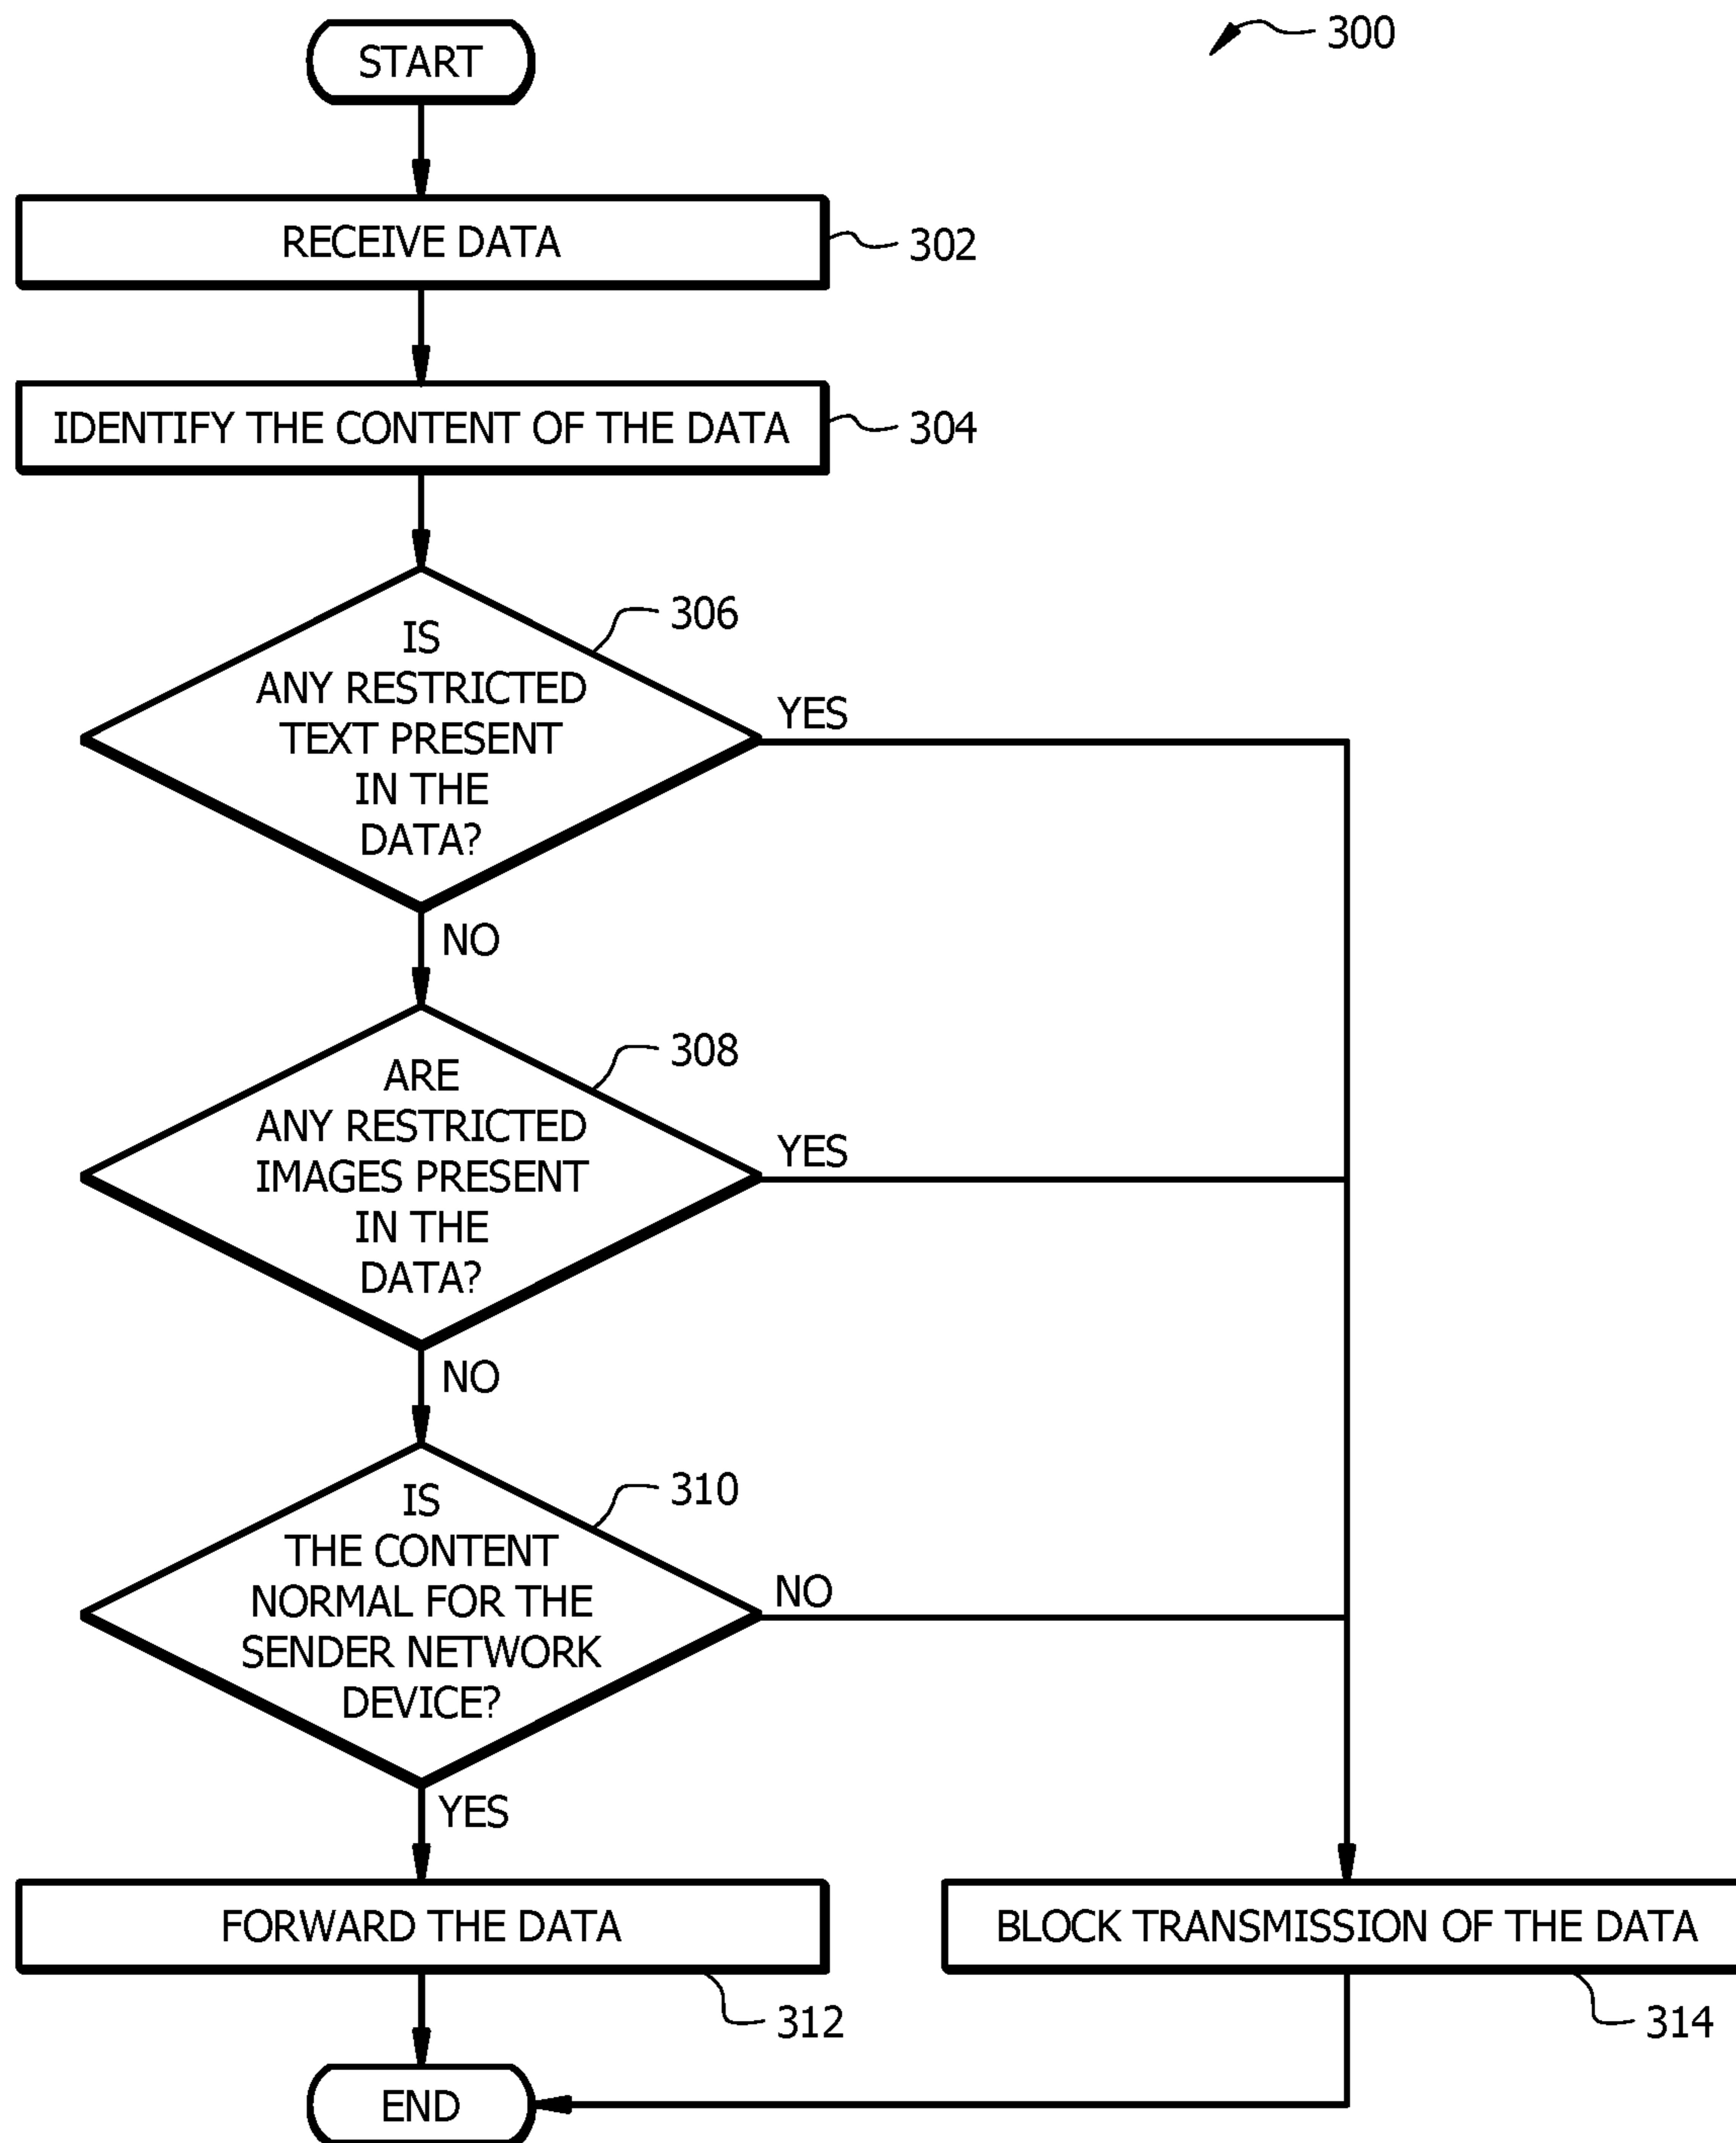 START
300
RECEIVE DATA
302
IDENTIFY THE CONTENT OF THE DATA
304
IS
ANY RESTRICTED
TEXT PRESENT
IN THE
DATA?
306
YES
NO
ARE
ANY RESTRICTED
IMAGES PRESENT
IN THE
DATA?
308
YES
NO
IS
THE CONTENT
NORMAL FOR THE
SENDER NETWORK
DEVICE?
310
NO
YES
FORWARD THE DATA
312
BLOCK TRANSMISSION OF THE DATA
314
END